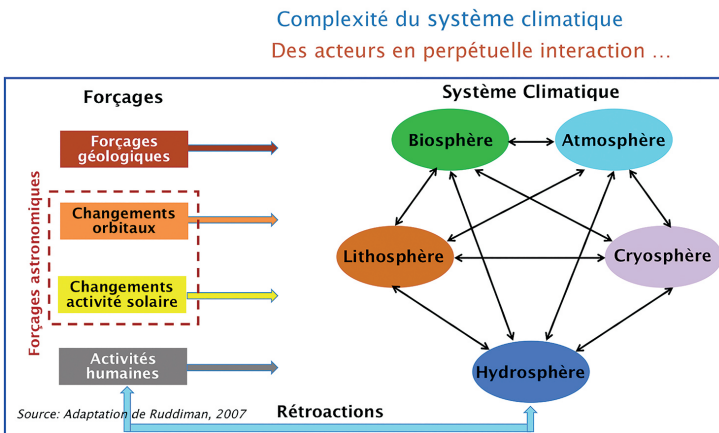 Complexité du système climatique
Des acteurs en perpétuelle interaction …
Forçages
Système Climatique
Forçages
géologiques
Forçages astronomiques
Changements
orbitaux
Changements
activité solaire
Activités
humaines
Biosphère
Atmosphère
Lithosphère
Cryosphère
Hydrosphère
Source: Adaptation de Ruddiman, 2007
Rétroactions